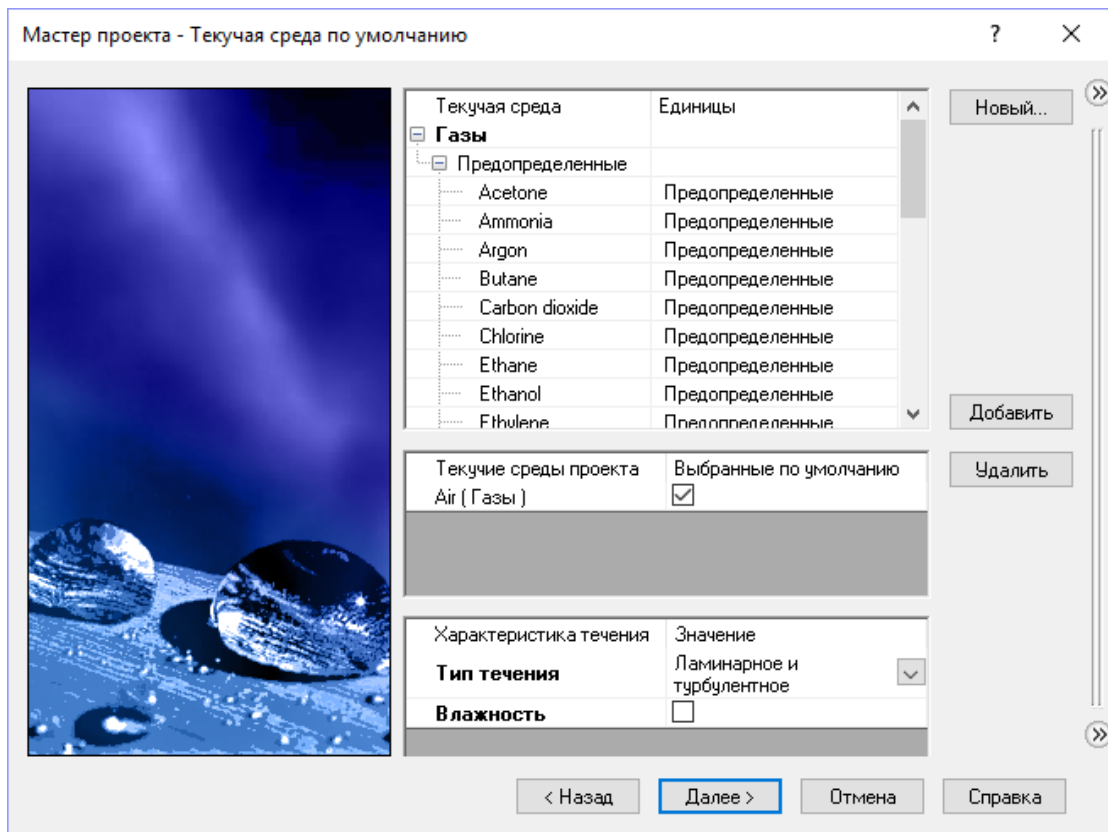 Мастер проекта - Текучая среда по умолчанию
?
Текучая среда Единицы
Газы
Предопределенные
Acetone Предопределенные
Ammonia Предопределенные
Argon Предопределенные
Butane Предопределенные
Carbon dioxide Предопределенные
Chlorine Предопределенные
Ethane Предопределенные
Ethanol Предопределенные
Ethylene Предопределенные
Новый...
Добавить
Удалить
Текучие среды проекта Выбранные по умолчанию
Air ( Газы )
Характеристика течения Значение
Тип течения Ламинарное и
турбулентное
Влажность
< Назад Далее > Отмена Справка